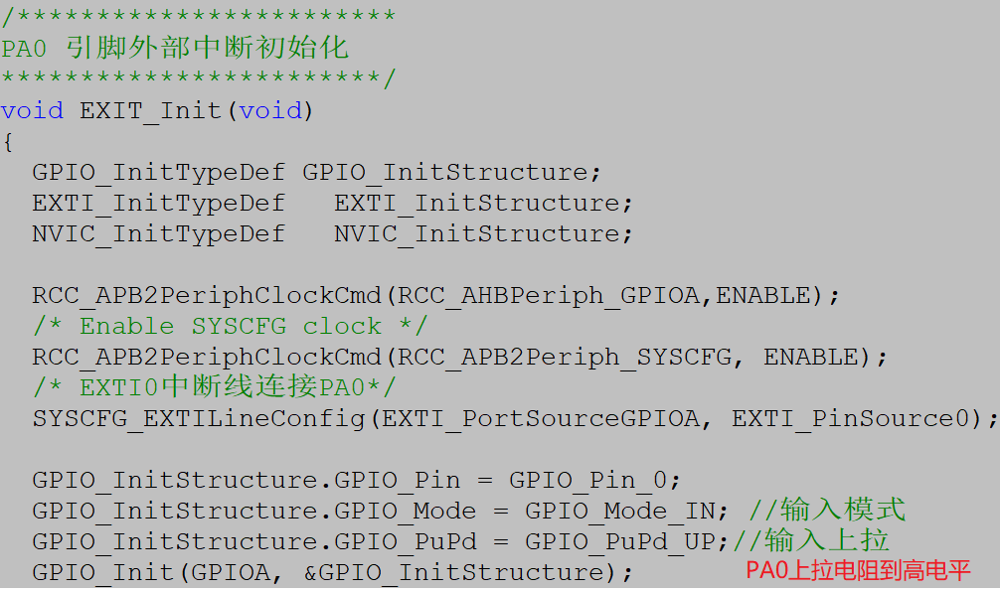 /************************
PA0 引脚外部中断初始化
************************/
void EXIT_Init(void)
{
GPIO_InitTypeDef GPIO_InitStructure;
EXTI_InitTypeDef   EXTI_InitStructure;
NVIC_InitTypeDef   NVIC_InitStructure;
RCC_APB2PeriphClockCmd(RCC_AHBPeriph_GPIOA,ENABLE);
/* Enable SYSCFG clock */
RCC_APB2PeriphClockCmd(RCC_APB2Periph_SYSCFG, ENABLE);
/* EXTI0中断线连接PA0*/
SYSCFG_EXTILineConfig(EXTI_PortSourceGPIOA, EXTI_PinSource0);
GPIO_InitStructure.GPIO_Pin = GPIO_Pin_0;
GPIO_InitStructure.GPIO_Mode = GPIO_Mode_IN; //输入模式
GPIO_InitStructure.GPIO_PuPd = GPIO_PuPd_UP;//输入上拉
GPIO_Init(GPIOA, &GPIO_InitStructure);
PA0上拉电阻到高电平